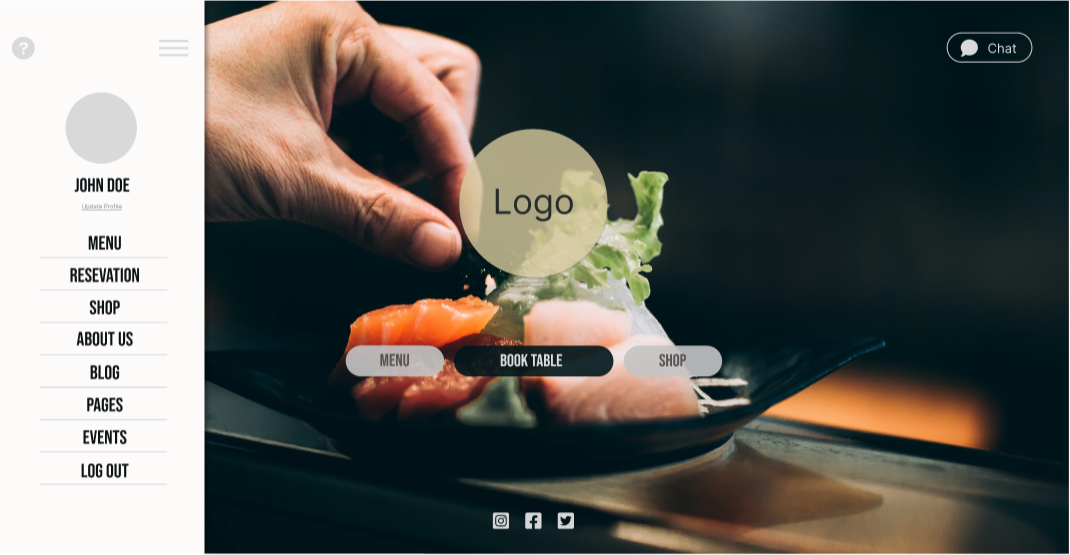 ?
JOHN DOE
Update Profile
MENU
RESEVATION
SHOP
ABOUT US
BLOG
PAGES
EVENTS
LOG OUT
Chat
Logo
MENU
BOOK TABLE
SHOP